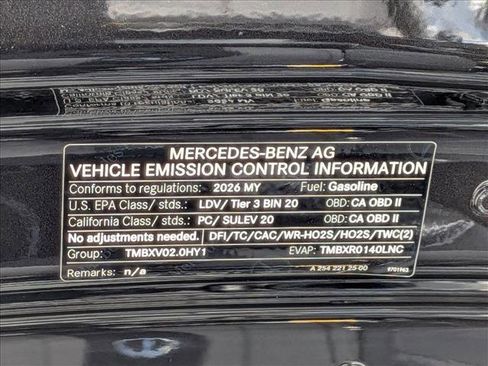 MERCEDES-BENZ AG
VEHICLE EMISSION CONTROL INFORMATION
Conforms to regulations: 2026 MY Fuel: Gasoline
U.S. EPA Class/ stds.: LDV/ Tier 3 BIN 20 OBD: CA OBD II
California Class/ stds.: PC/ SULEV 20 OBD: CA OBD II
No adjustments needed. DFI/TC/CAC/WR-HO2S/HO2S/TWC(2)
Group: TMBXV02.0HY1 EVAP: TMBXR0140LNC
Remarks: n/a A 254 221 25 00 9701963